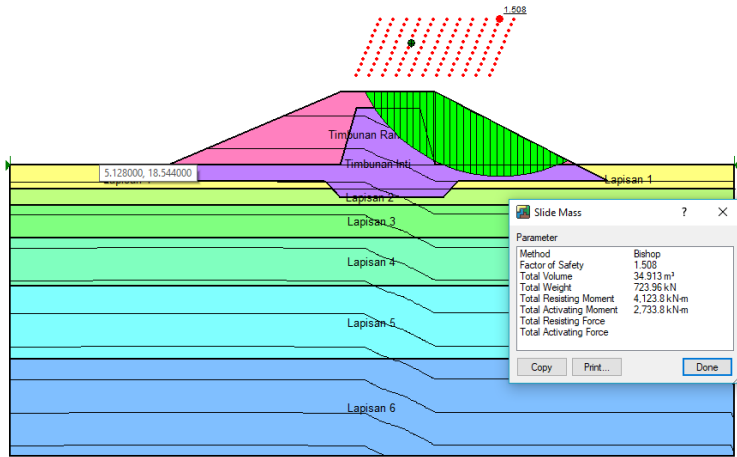 1.508
Timbunan Ran
Timbunan Inti
5.128000, 18.544000
Lapisan 1
Lapisan 2
Lapisan 3
Lapisan 4
Lapisan 5
Lapisan 6
Slide Mass
?
Parameter
Method Bishop
Factor of Safety 1.508
Total Volume 34.913 m³
Total Weight 723.96 kN
Total Resisting Moment 4,123.8 kN-m
Total Activating Moment 2,733.8 kN-m
Total Resisting Force
Total Activating Force
Copy
Print...
Done